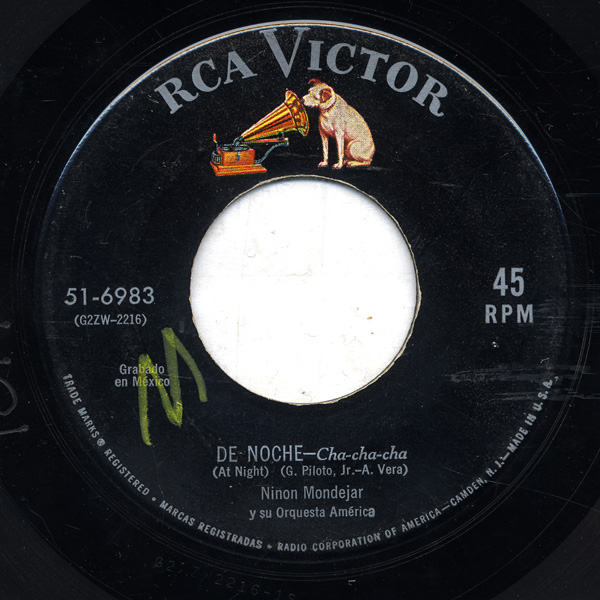 RCA VICTOR
51-6983
(G2ZW-2216)
45
RPM
Grabado
en México
M
DE NOCHE—Cha-cha-cha
(At Night) (G. Piloto, Jr.-A. Vera)
Ninon Mondejar
y su Orquesta América
TRADE MARKS ® REGISTERED • MARCAS REGISTRADAS • RADIO CORPORATION OF AMERICA—CAMDEN, N. J.—MADE IN U.S.A.